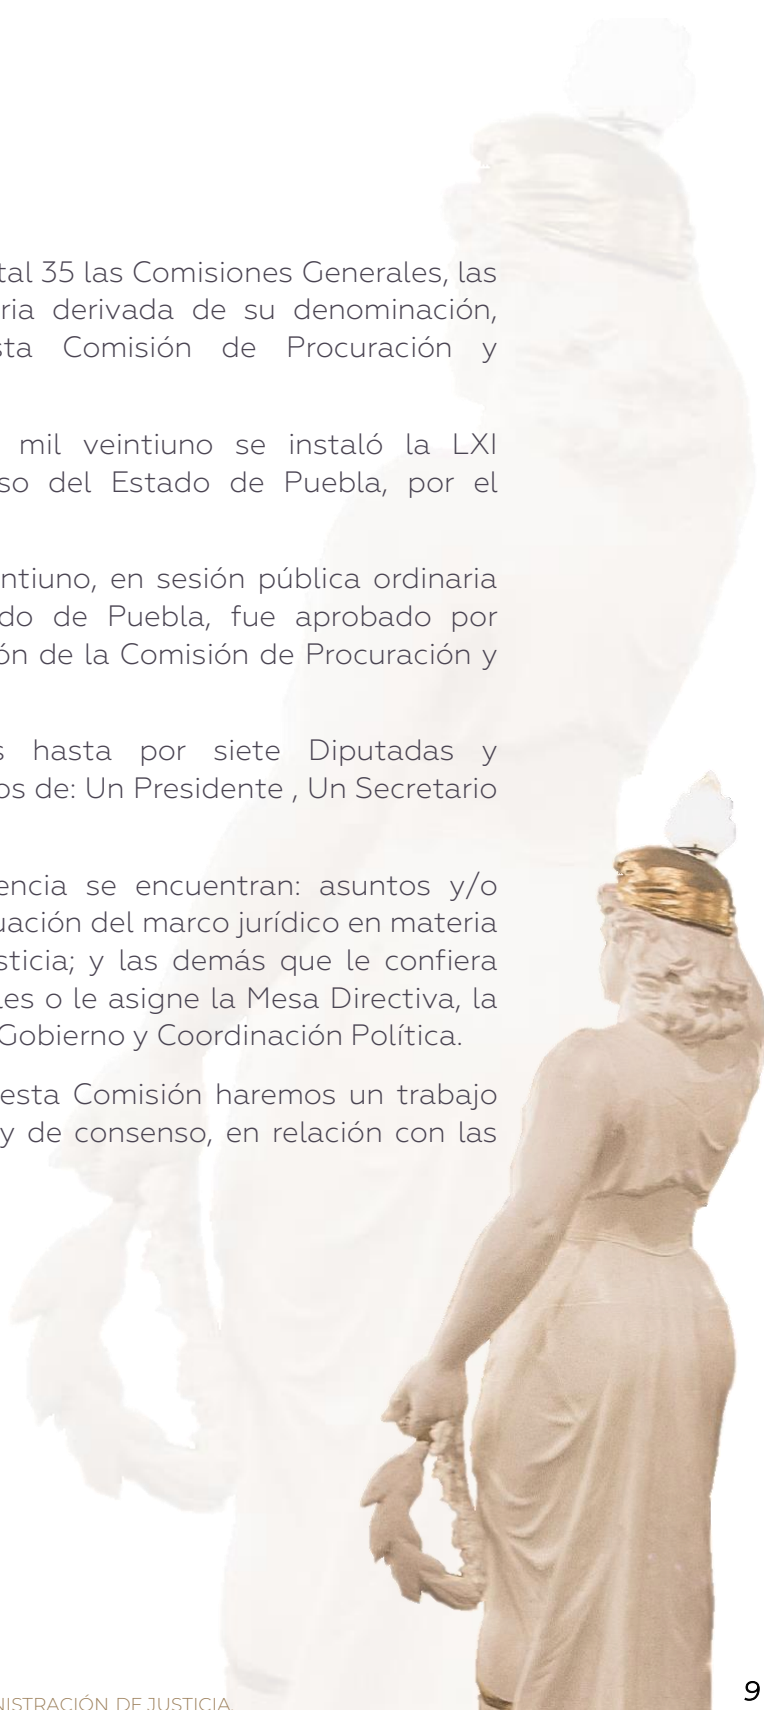 tal 35 las Comisiones Generales, las
ria derivada de su denominación,
sta Comisión de Procuración y
mil veintiuno se instaló la LXI
so del Estado de Puebla, por el
ntiuno, en sesión pública ordinaria
do de Puebla, fue aprobado por
ón de la Comisión de Procuración y
s hasta por siete Diputadas y
os de: Un Presidente , Un Secretario
encia se encuentran: asuntos y/o
uación del marco jurídico en materia
sticia; y las demás que le confiera
les o le asigne la Mesa Directiva, la
Gobierno y Coordinación Política.
esta Comisión haremos un trabajo
y de consenso, en relación con las
NISTRACIÓN DE JUSTICIA.
9